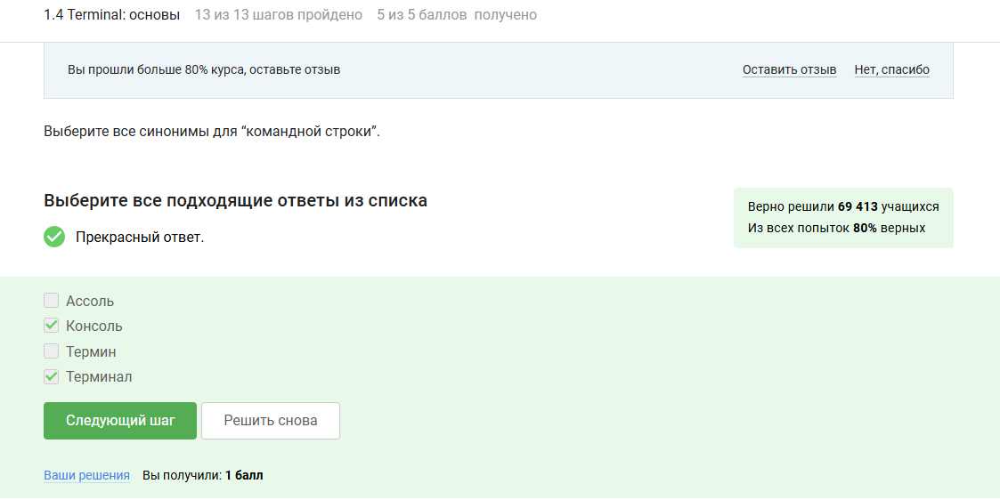 1.4 Terminal: основы 13 из 13 шагов пройдено 5 из 5 баллов получено
Вы прошли больше 80% курса, оставьте отзыв Оставить отзыв Нет, спасибо
Выберите все синонимы для “командной строки”.
Выберите все подходящие ответы из списка
Прекрасный ответ.
Верно решили 69 413 учащихся
Из всех попыток 80% верных
Ассоль
Консоль
Термин
Терминал
Следующий шаг Решить снова
Ваши решения Вы получили: 1 балл